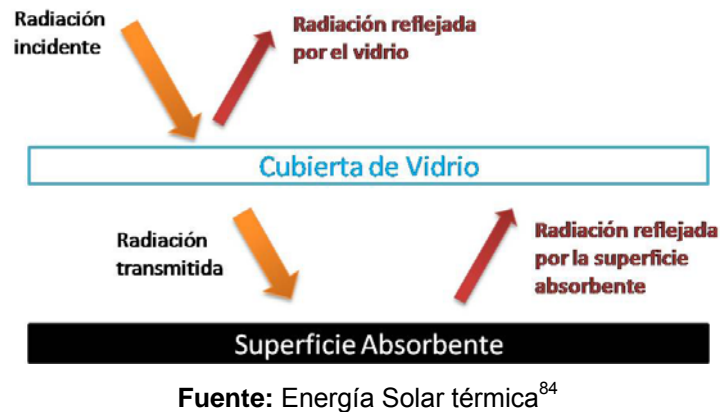 Radiación
incidente
Radiación reflejada
por el vidrio
Cubierta de Vidrio
Radiación
transmitida
Radiación reflejada
por la superficie
absorbente
Superficie Absorbente
Fuente: Energía Solar térmica84